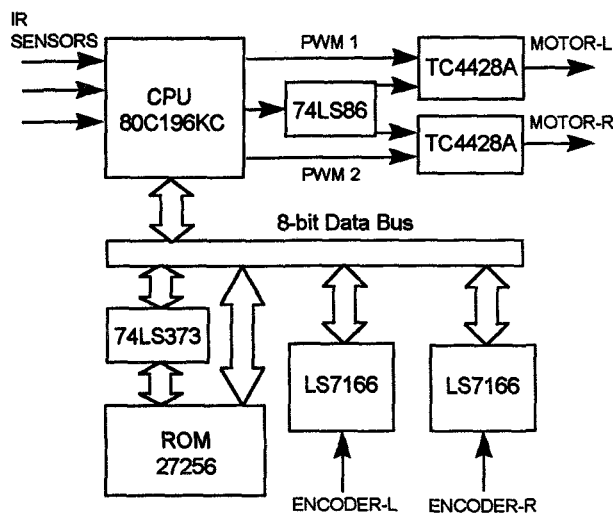 IR
SENSORS
CPU
80C196KC
PWM 1
74LS86
PWM 2
TC4428A
MOTOR-L
TC4428A
MOTOR-R
8-bit Data Bus
74LS373
ROM
27256
LS7166
LS7166
ENCODER-L
ENCODER-R